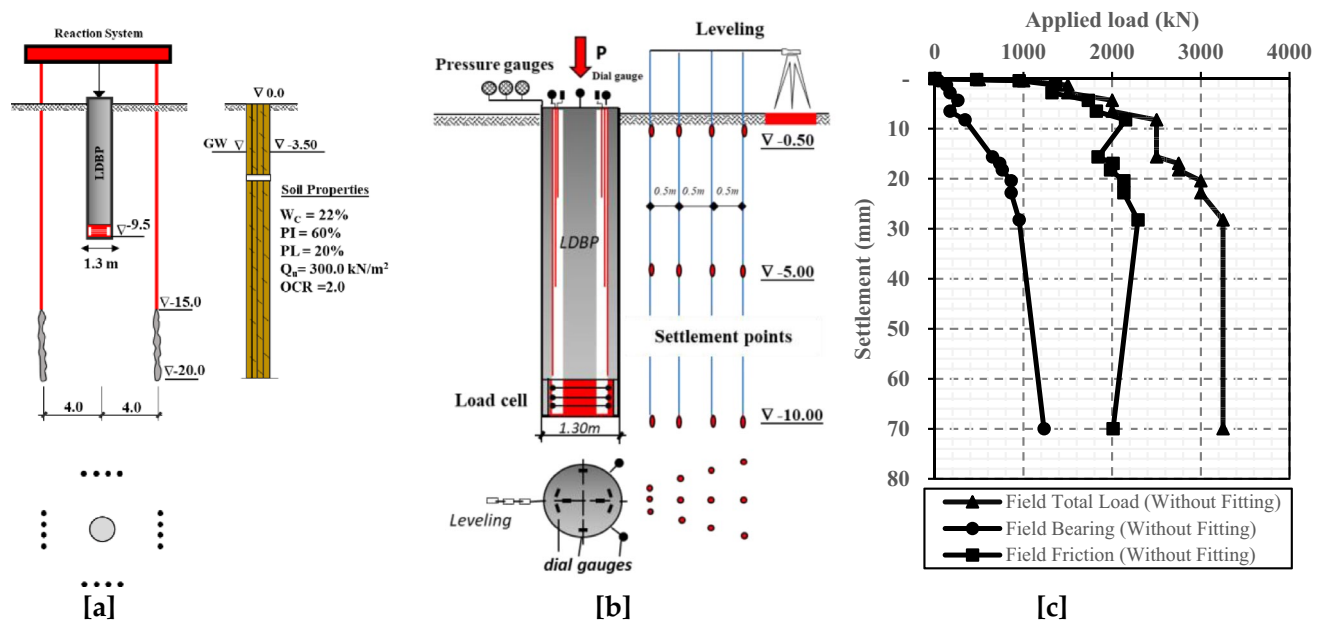 Reaction System
∇ 0.0
GW ∇
∇ -3.50
LDBP
Soil Properties
W_C = 22%
PI = 60%
PL = 20%
Q_u= 300.0 kN/m²
OCR =2.0
∇-9.5
1.3 m
∇-15.0
∇-20.0
4.0
4.0
[a]
Leveling
P
Pressure gauges
Dial gauge
∇ -0.50
0.5m
0.5m
0.5m
LDBP
∇ -5.00
Settlement points
Load cell
∇ -10.00
1.30m
Leveling
dial gauges
[b]
Applied load (kN)
0 1000 2000 3000 4000
-
10
20
30
40
50
60
70
80
Settlement (mm)
Field Total Load (Without Fitting)
Field Bearing (Without Fitting)
Field Friction (Without Fitting)
[c]